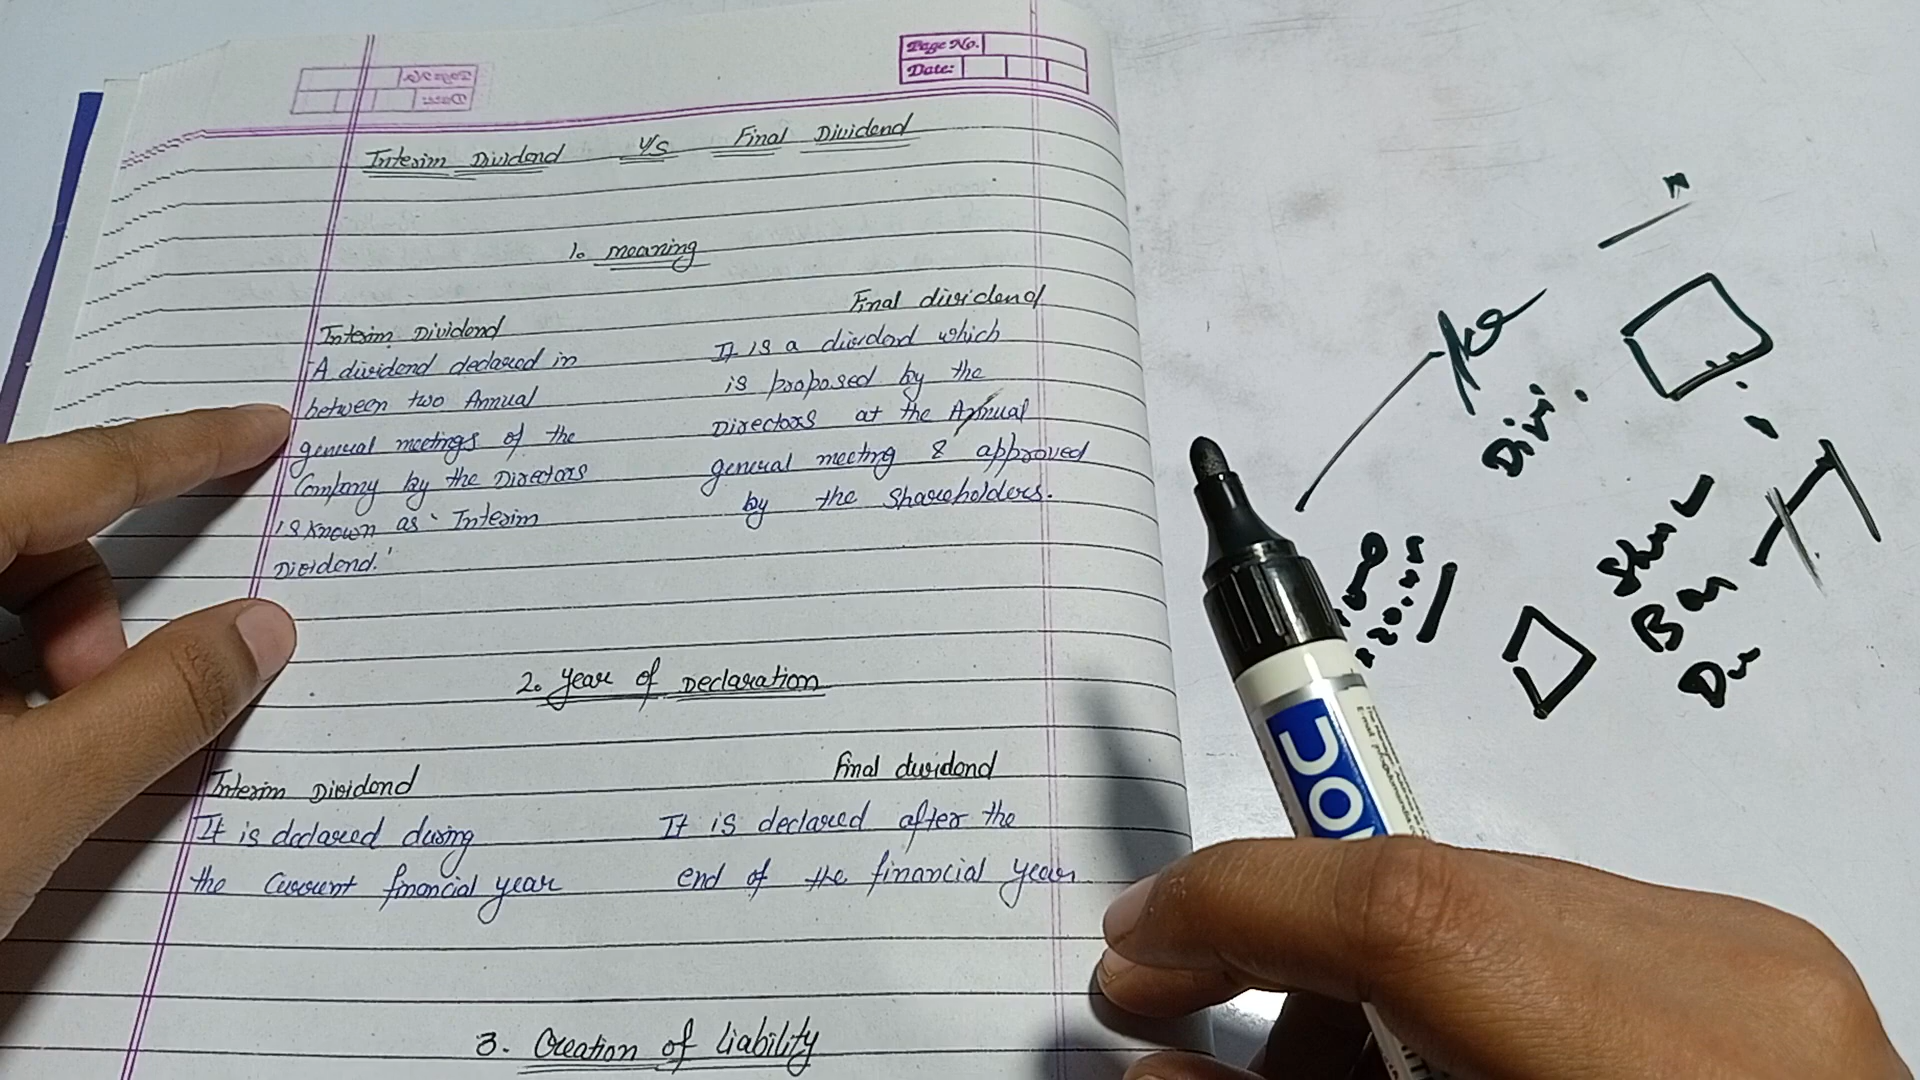 Page No.
Date:
Interim Dividend V/S Final Dividend
1. meaning
Interim Dividend
A dividend declared in
between two Annual
general meetings of the
Company by the Directors
is known as 'Interim
Dividend.'
Final dividend
It is a dividend which
is proposed by the
Directors at the Annual
general meeting & approved
by the Shareholders.
2. Year of Declaration
Interim Dividend
It is declared during
the Current financial year
Final dividend
It is declared after the
end of the financial year
3. Creation of liability
Divi.